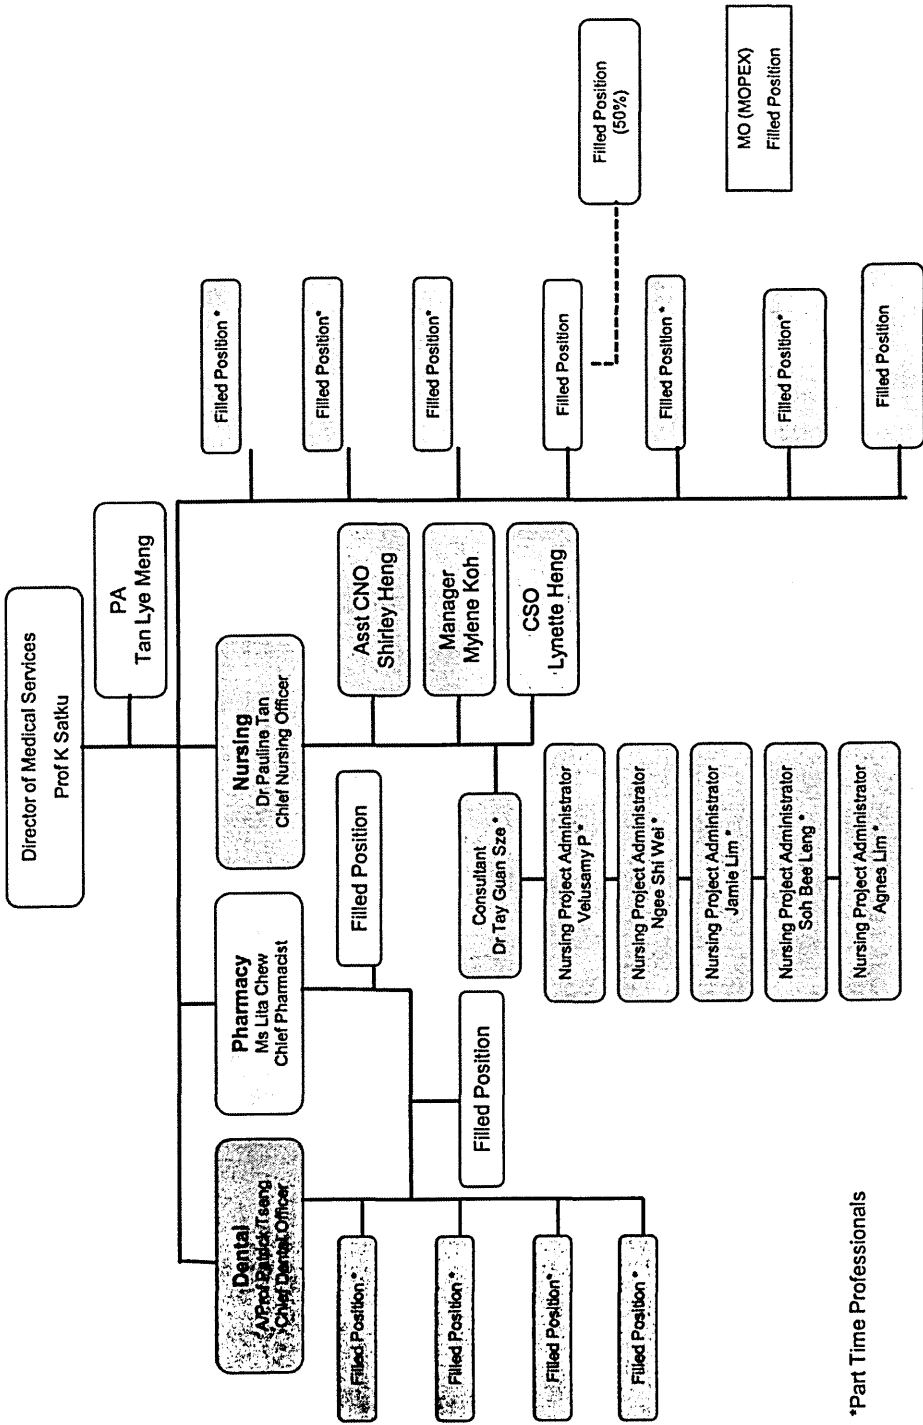 Director of Medical Services
Prof K Satku
PA
Tan Lye Meng
Dental
A/Prof Patrick Tseng
Chief Dental Officer
Pharmacy
Ms Lita Chew
Chief Pharmacist
Nursing
Dr Pauline Tan
Chief Nursing Officer
Filled Position*
Filled Position*
Filled Position*
Filled Position*
Filled Position
Filled Position
Asst CNO
Shirley Heng
Manager
Mylene Koh
CSO
Lynette Heng
Consultant
Dr Tay Guan Sze*
Nursing Project Administrator
Velusamy P*
Nursing Project Administrator
Ngee Shi Wei*
Nursing Project Administrator
Jamie Lim*
Nursing Project Administrator
Soh Bee Leng*
Nursing Project Administrator
Agnes Lim*
Filled Position*
Filled Position*
Filled Position*
Filled Position
Filled Position*
Filled Position*
Filled Position
Filled Position
(50%)
MO (MOPEX)
Filled Position
*Part Time Professionals